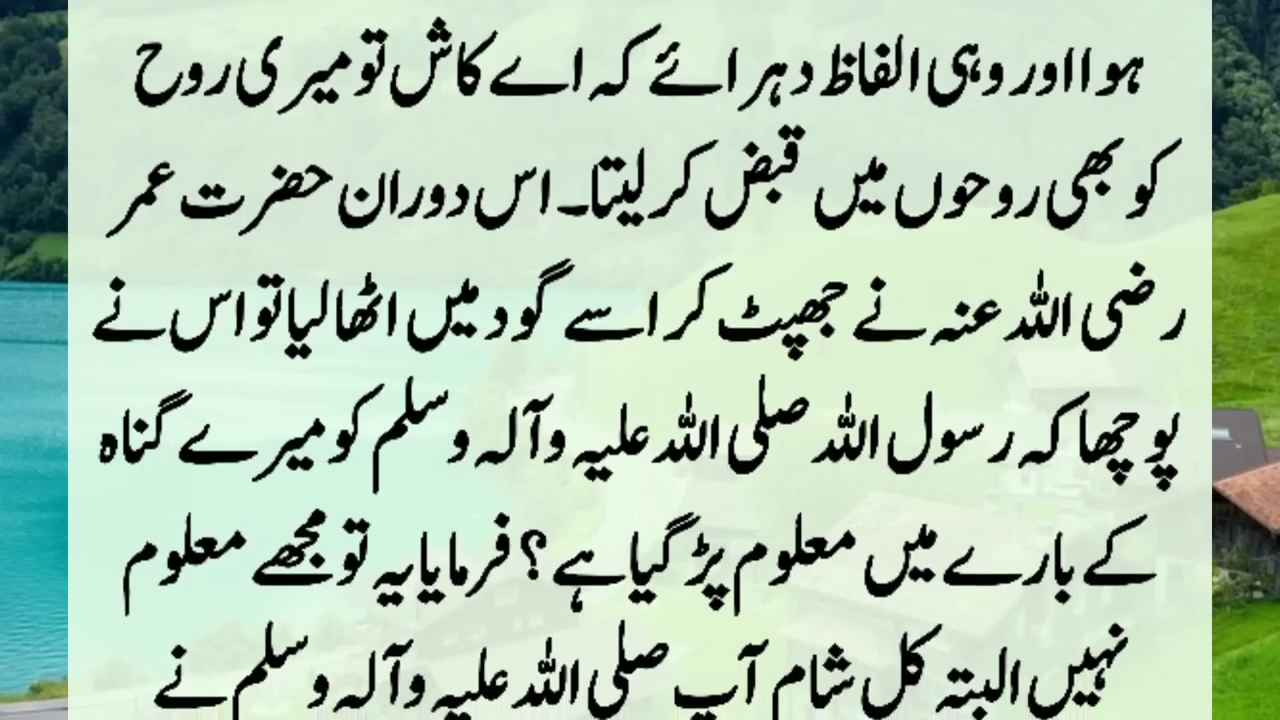 ہوا اور وہی الفاظ دہرائے کہ اے کاش تو میری روح
کو بھی روحوں میں قبض کر لیتا۔ اس دوران حضرت عمر
رضی اللہ عنہ نے جھپٹ کر اسے گود میں اٹھا لیا تو اس نے
پوچھا کہ رسول اللہ صلی اللہ علیہ وآلہ وسلم کو میرے گناہ
کے بارے میں معلوم پڑ گیا ہے؟ فرمایا یہ تو مجھے معلوم
نہیں البتہ کل شام آپ صلی اللہ علیہ وآلہ وسلم نے